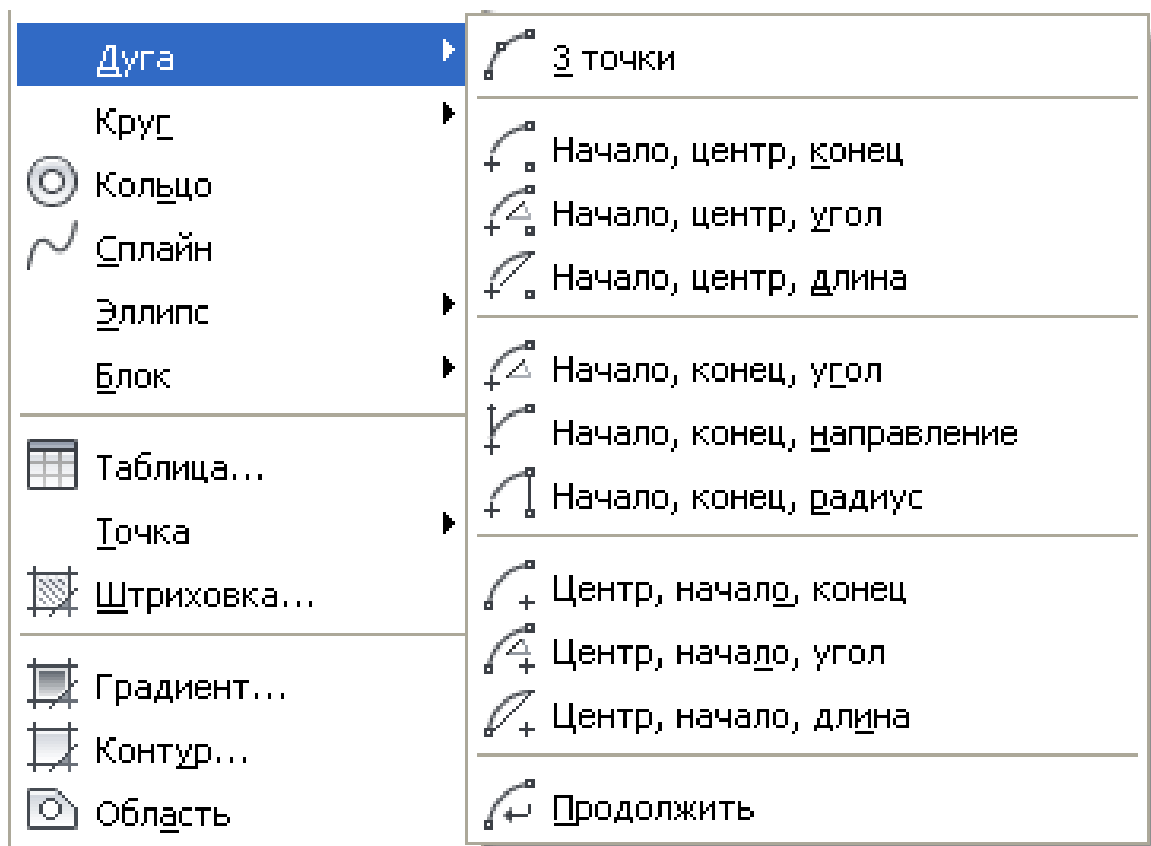 Дуга
Круг
Кольцо
Сплайн
Эллипс
Блок
Таблица...
Точка
Штриховка...
Градиент...
Контур...
Область
3 точки
Начало, центр, конец
Начало, центр, угол
Начало, центр, длина
Начало, конец, угол
Начало, конец, направление
Начало, конец, радиус
Центр, начало, конец
Центр, начало, угол
Центр, начало, длина
Продолжить